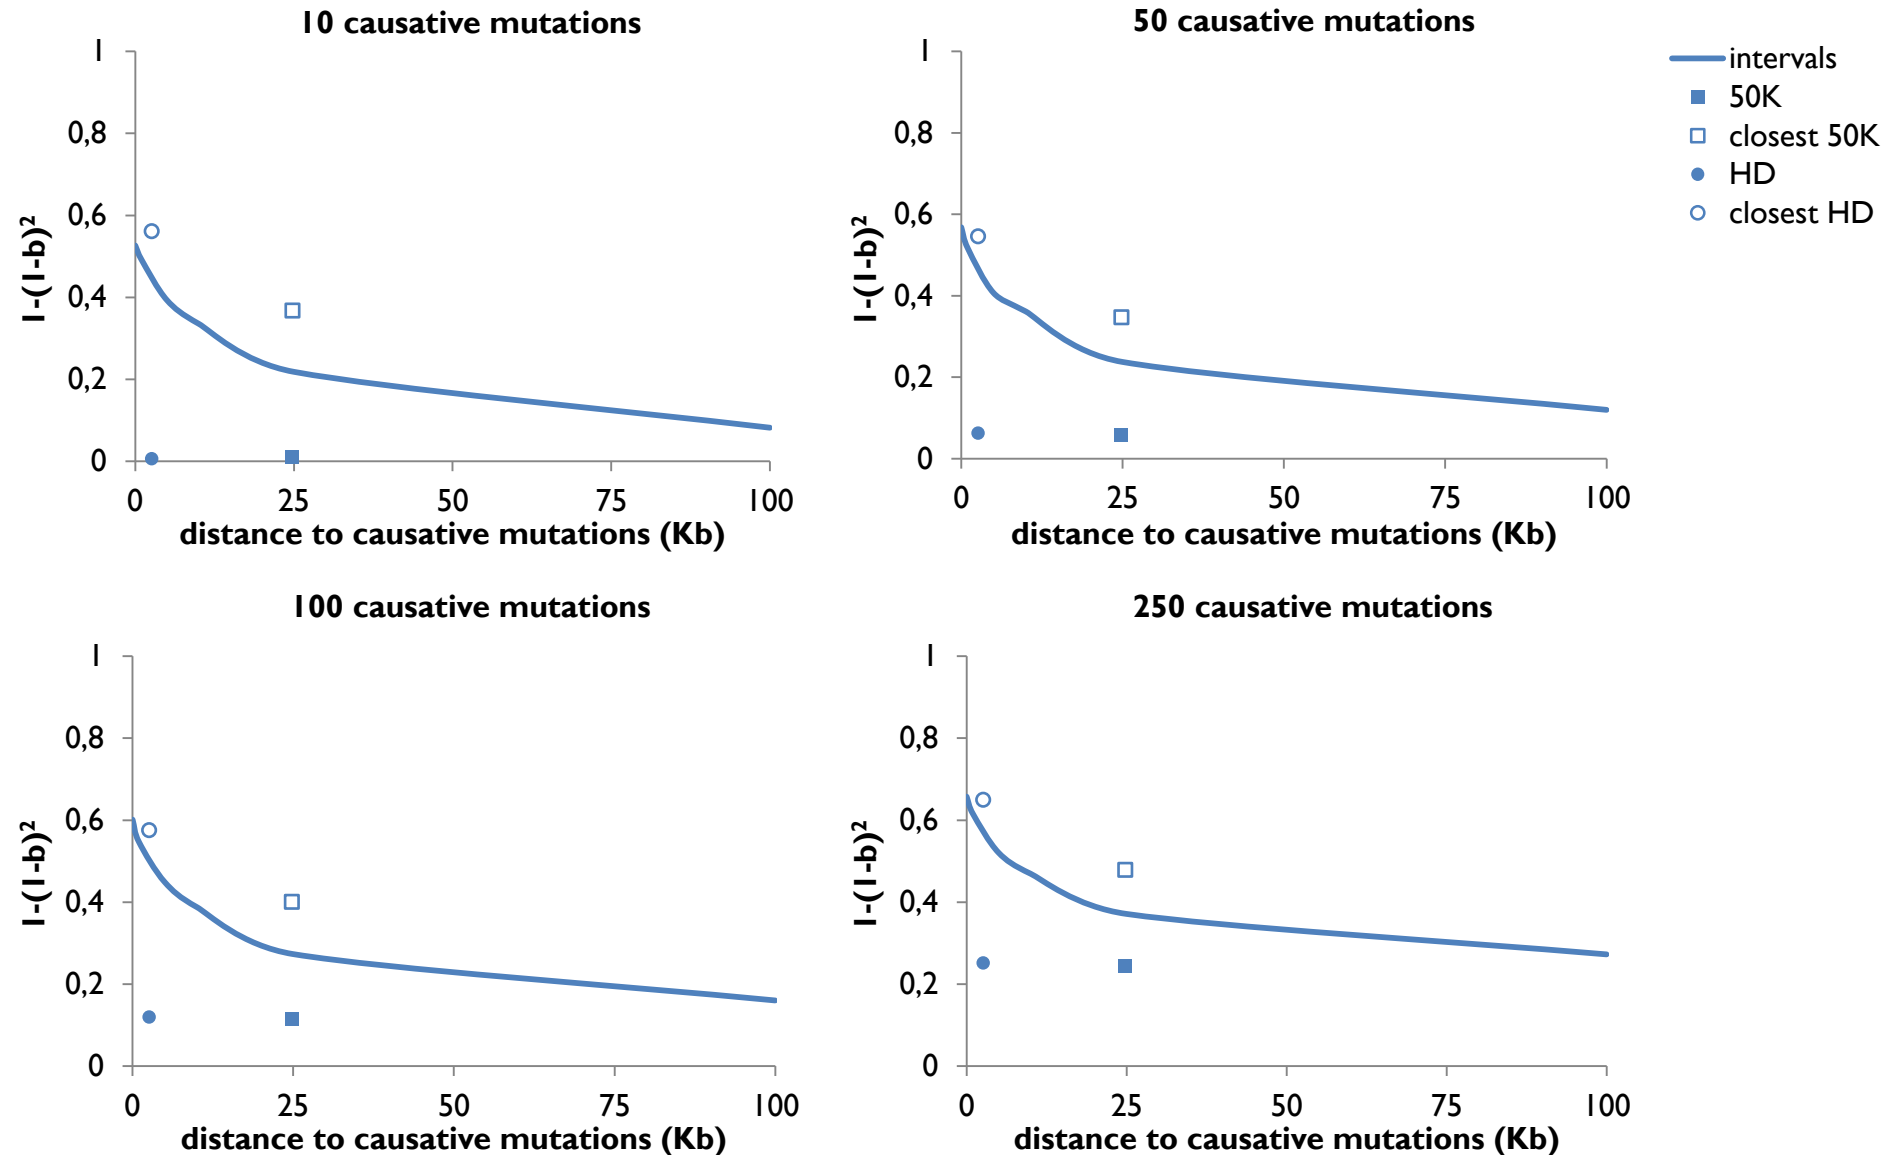 10 causative mutations
1
0,8
0,6
0,4
0,2
0
1-((1-b)²
0 25 50 75 100
distance to causative mutations (Kb)
50 causative mutations
1
0,8
0,6
0,4
0,2
0
1-((1-b)²
0 25 50 75 100
distance to causative mutations (Kb)
intervals
50K
closest 50K
HD
closest HD
100 causative mutations
1
0,8
0,6
0,4
0,2
0
1-((1-b)²
0 25 50 75 100
distance to causative mutations (Kb)
250 causative mutations
1
0,8
0,6
0,4
0,2
0
1-((1-b)²
0 25 50 75 100
distance to causative mutations (Kb)